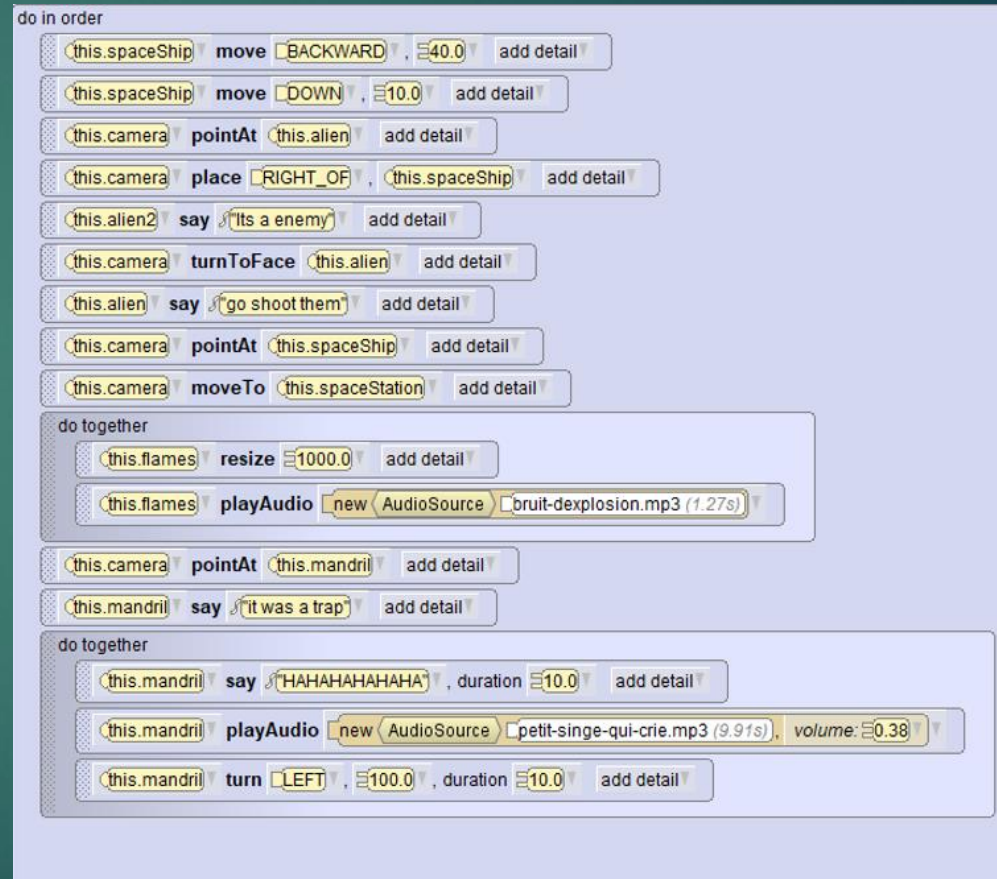 do in order
this.spaceShip move BACKWARD , 40.0 add detail
this.spaceShip move DOWN , 10.0 add detail
this.camera pointAt this.alien add detail
this.camera place RIGHT_OF , this.spaceShip add detail
this.alien2 say "Its a enemy" add detail
this.camera turnToFace this.alien add detail
this.alien say "go shoot them" add detail
this.camera pointAt this.spaceShip add detail
this.camera moveTo this.spaceStation add detail
do together
this.flames resize 1000.0 add detail
this.flames playAudio new AudioSource bruit-dexplosion.mp3 (1.27s)
this.camera pointAt this.mandril add detail
this.mandril say "it was a trap" add detail
do together
this.mandril say "HAHAHAHAHAHA" , duration 10.0 add detail
this.mandril playAudio new AudioSource petit-singe-qui-crie.mp3 (9.91s), volume: 0.38
this.mandril turn LEFT , 100.0 , duration 10.0 add detail